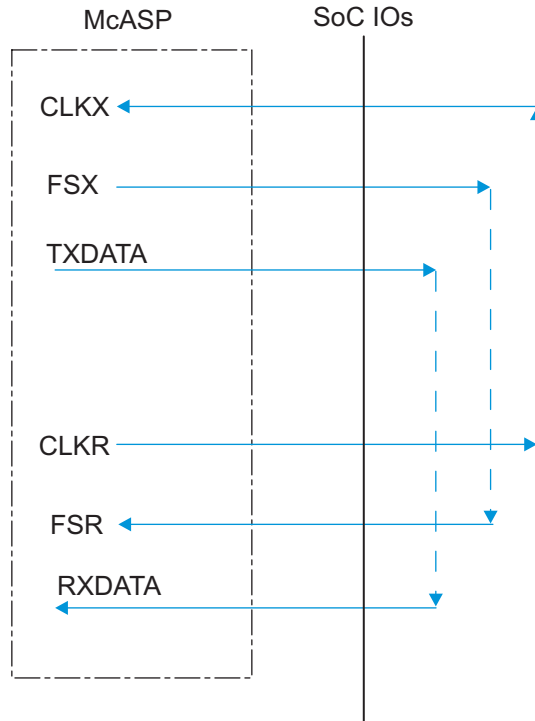 McASP
SoC IOs
CLKX
FSX
TXDATA
CLKR
FSR
RXDATA